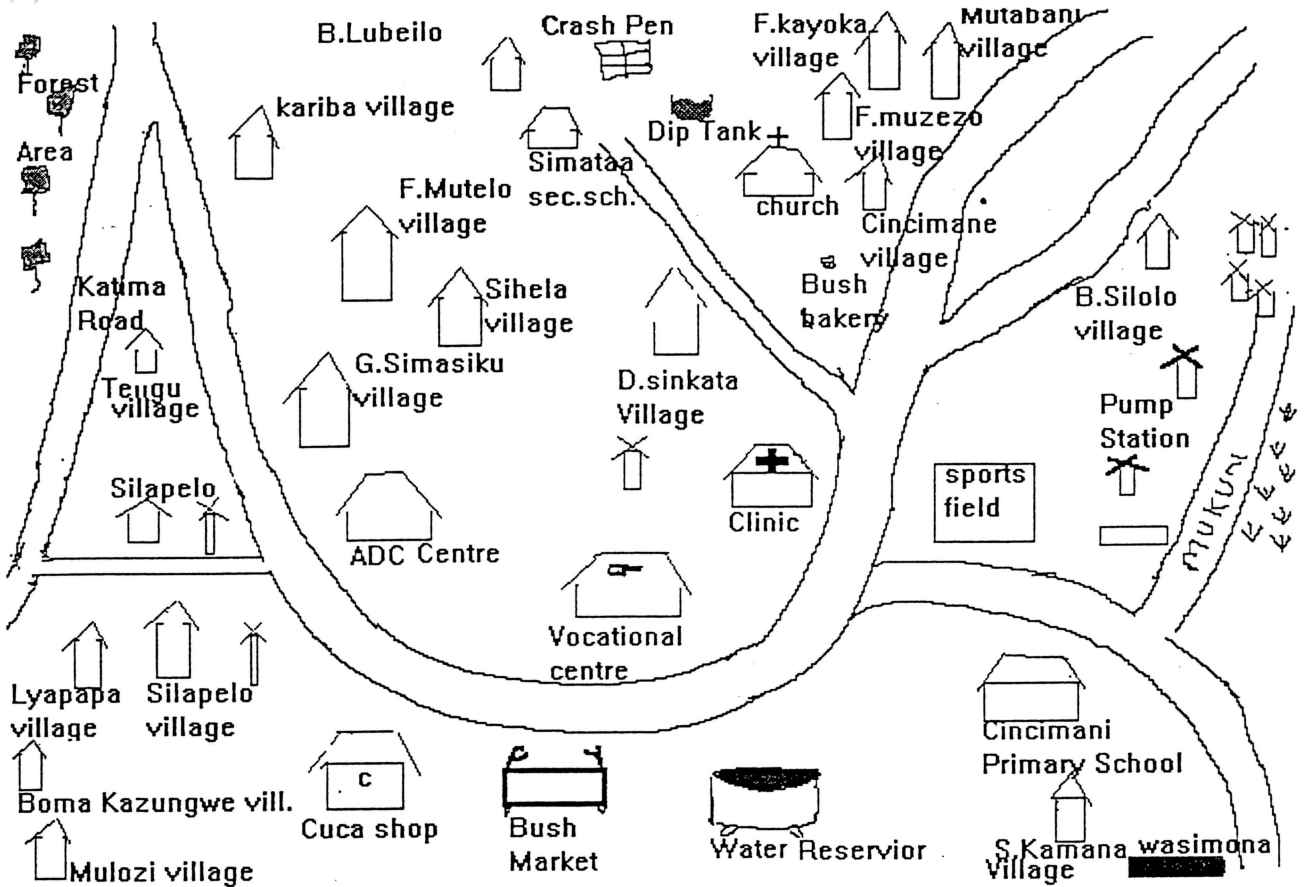 B.Lubeilo
Crash Pen
F.kayoka
village
Mutabani
village
Forest
Area
kariba village
Dip Tank
F.muzezo
village
Simataa
sec.sch.
F.Mutelo
village
church
Cincimane
village
Katima
Road
Sihela
village
Bush
bakery
B.Silolo
village
Tengu
village
G.Simasiku
village
D.sinkata
Village
Pump
Station
Silapelo
ADC Centre
Clinic
sports
field
MUKUSI
Vocational
centre
Lyapapa
village
Silapelo
village
Cincimani
Primary School
Boma Kazungwe vill.
c
Cuca shop
Bush
Market
Water Reservior
S.Kamana
Village
wasimona
Mulozi village